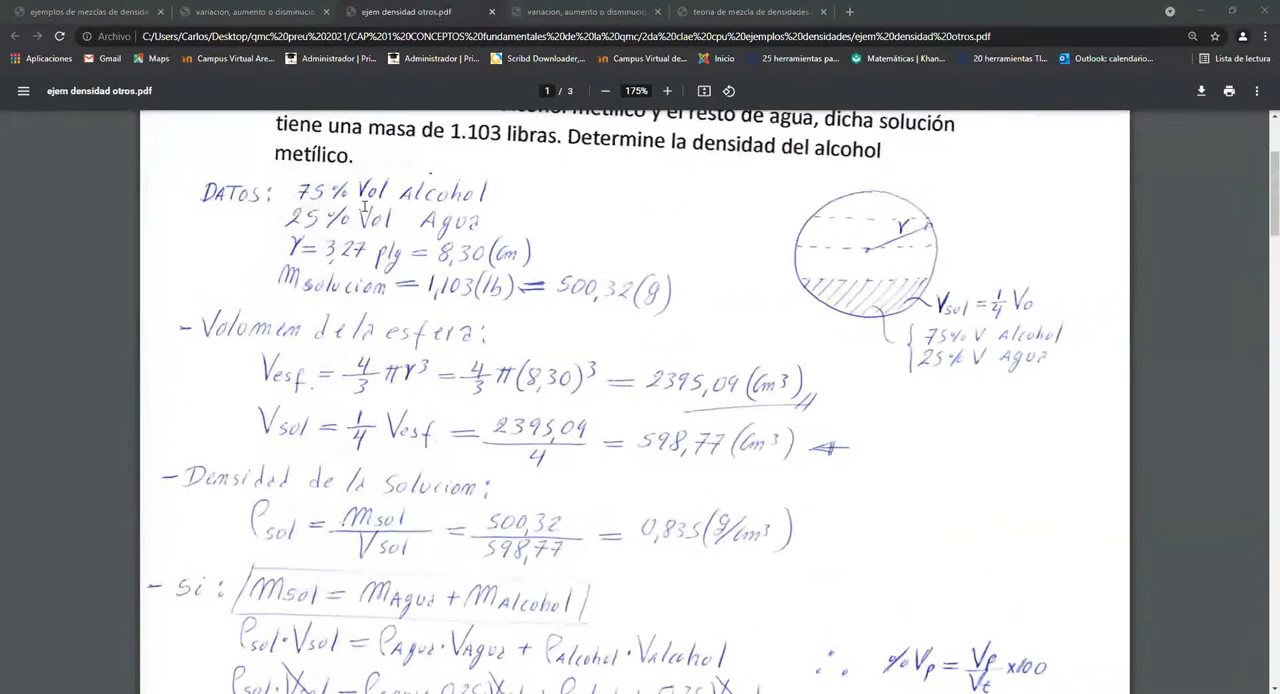 ejemplos de mezclas de densida
variacion, aumento o disminucio
ejem densidad otros.pdf
variacion, aumento o disminucio
teoria de mezcla de densidades
Archivo C:/Users/Carlos/Desktop/qmc%20preu%202021/CAP%201%20CONCEPTOS%20fundamentales%20de%20la%20qmc/2da%20clae%20cpu%20ejemplos%20densidades/ejem%20densidad%20otros.pdf
Aplicaciones Gmail Maps Campus Virtual Are... Administrador | Pri... Administrador | Pri... Scribd Downloader,... Campus Virtual de... Inicio 25 herramientas pa... Matemáticas | Khan... 20 herramientas TI... Outlook: calendario... Lista de lectura
ejem densidad otros.pdf 1 / 3 175%
metílico y el resto de agua, dicha solución
tiene una masa de 1.103 libras. Determine la densidad del alcohol
metílico.
DATOS: 75% Vol Alcohol
25% Vol Agua
r = 3,27 plg = 8,30 (cm)
m solucion = 1,103 (lb) = 500,32 (g)
r
Vsol = 1/4 Vo
75% V Alcohol
25% V Agua
- Volumen de la esfera:
Vesf. = 4/3 πr³ = 4/3 π(8,30)³ = 2395,09 (cm³)
Vsol = 1/4 Vesf. = 2395,09/4 = 598,77 (cm³)
- Densidad de la solucion:
ρsol = msol/Vsol = 500,32/598,77 = 0,835 (g/cm³)
- Si: msol = mAgua + mAlcohol
ρsol·Vsol = ρAgua·VAgua + ρAlcohol·VAlcohol
∴ %Vp = Vp/Vt x100